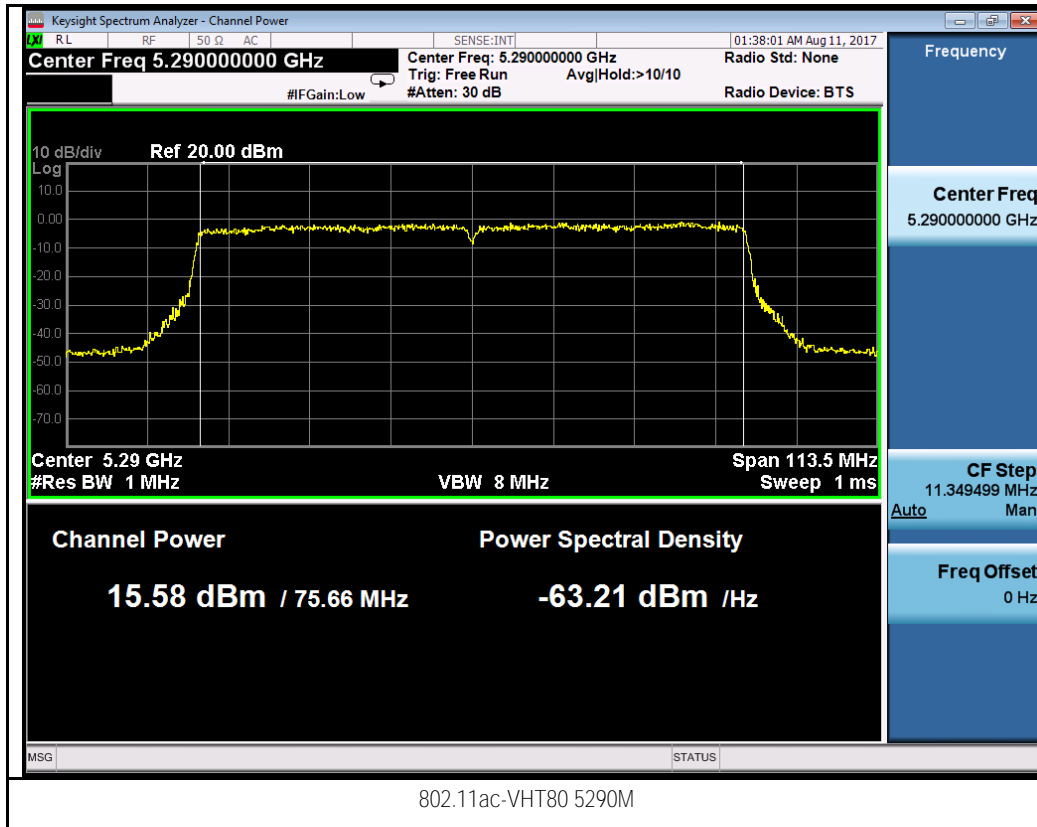 Keysight Spectrum Analyzer - Channel Power
LXI RL RF 50 Ω AC SENSE:INT 01:38:01 AM Aug 11, 2017
Center Freq 5.290000000 GHz
Center Freq: 5.290000000 GHz
Radio Std: None
Trig: Free Run Avg|Hold:>10/10
#IFGain:Low #Atten: 30 dB Radio Device: BTS
Frequency
10 dB/div Ref 20.00 dBm
Log
10.0
0.00
-10.0
-20.0
-30.0
-40.0
-50.0
-60.0
-70.0
Center 5.29 GHz Span 113.5 MHz
#Res BW 1 MHz VBW 8 MHz Sweep 1 ms
Center Freq
5.290000000 GHz
CF Step
11.349499 MHz
Auto Man
Freq Offset
0 Hz
Channel Power Power Spectral Density
15.58 dBm / 75.66 MHz -63.21 dBm /Hz
MSG STATUS
802.11ac-VHT80 5290M